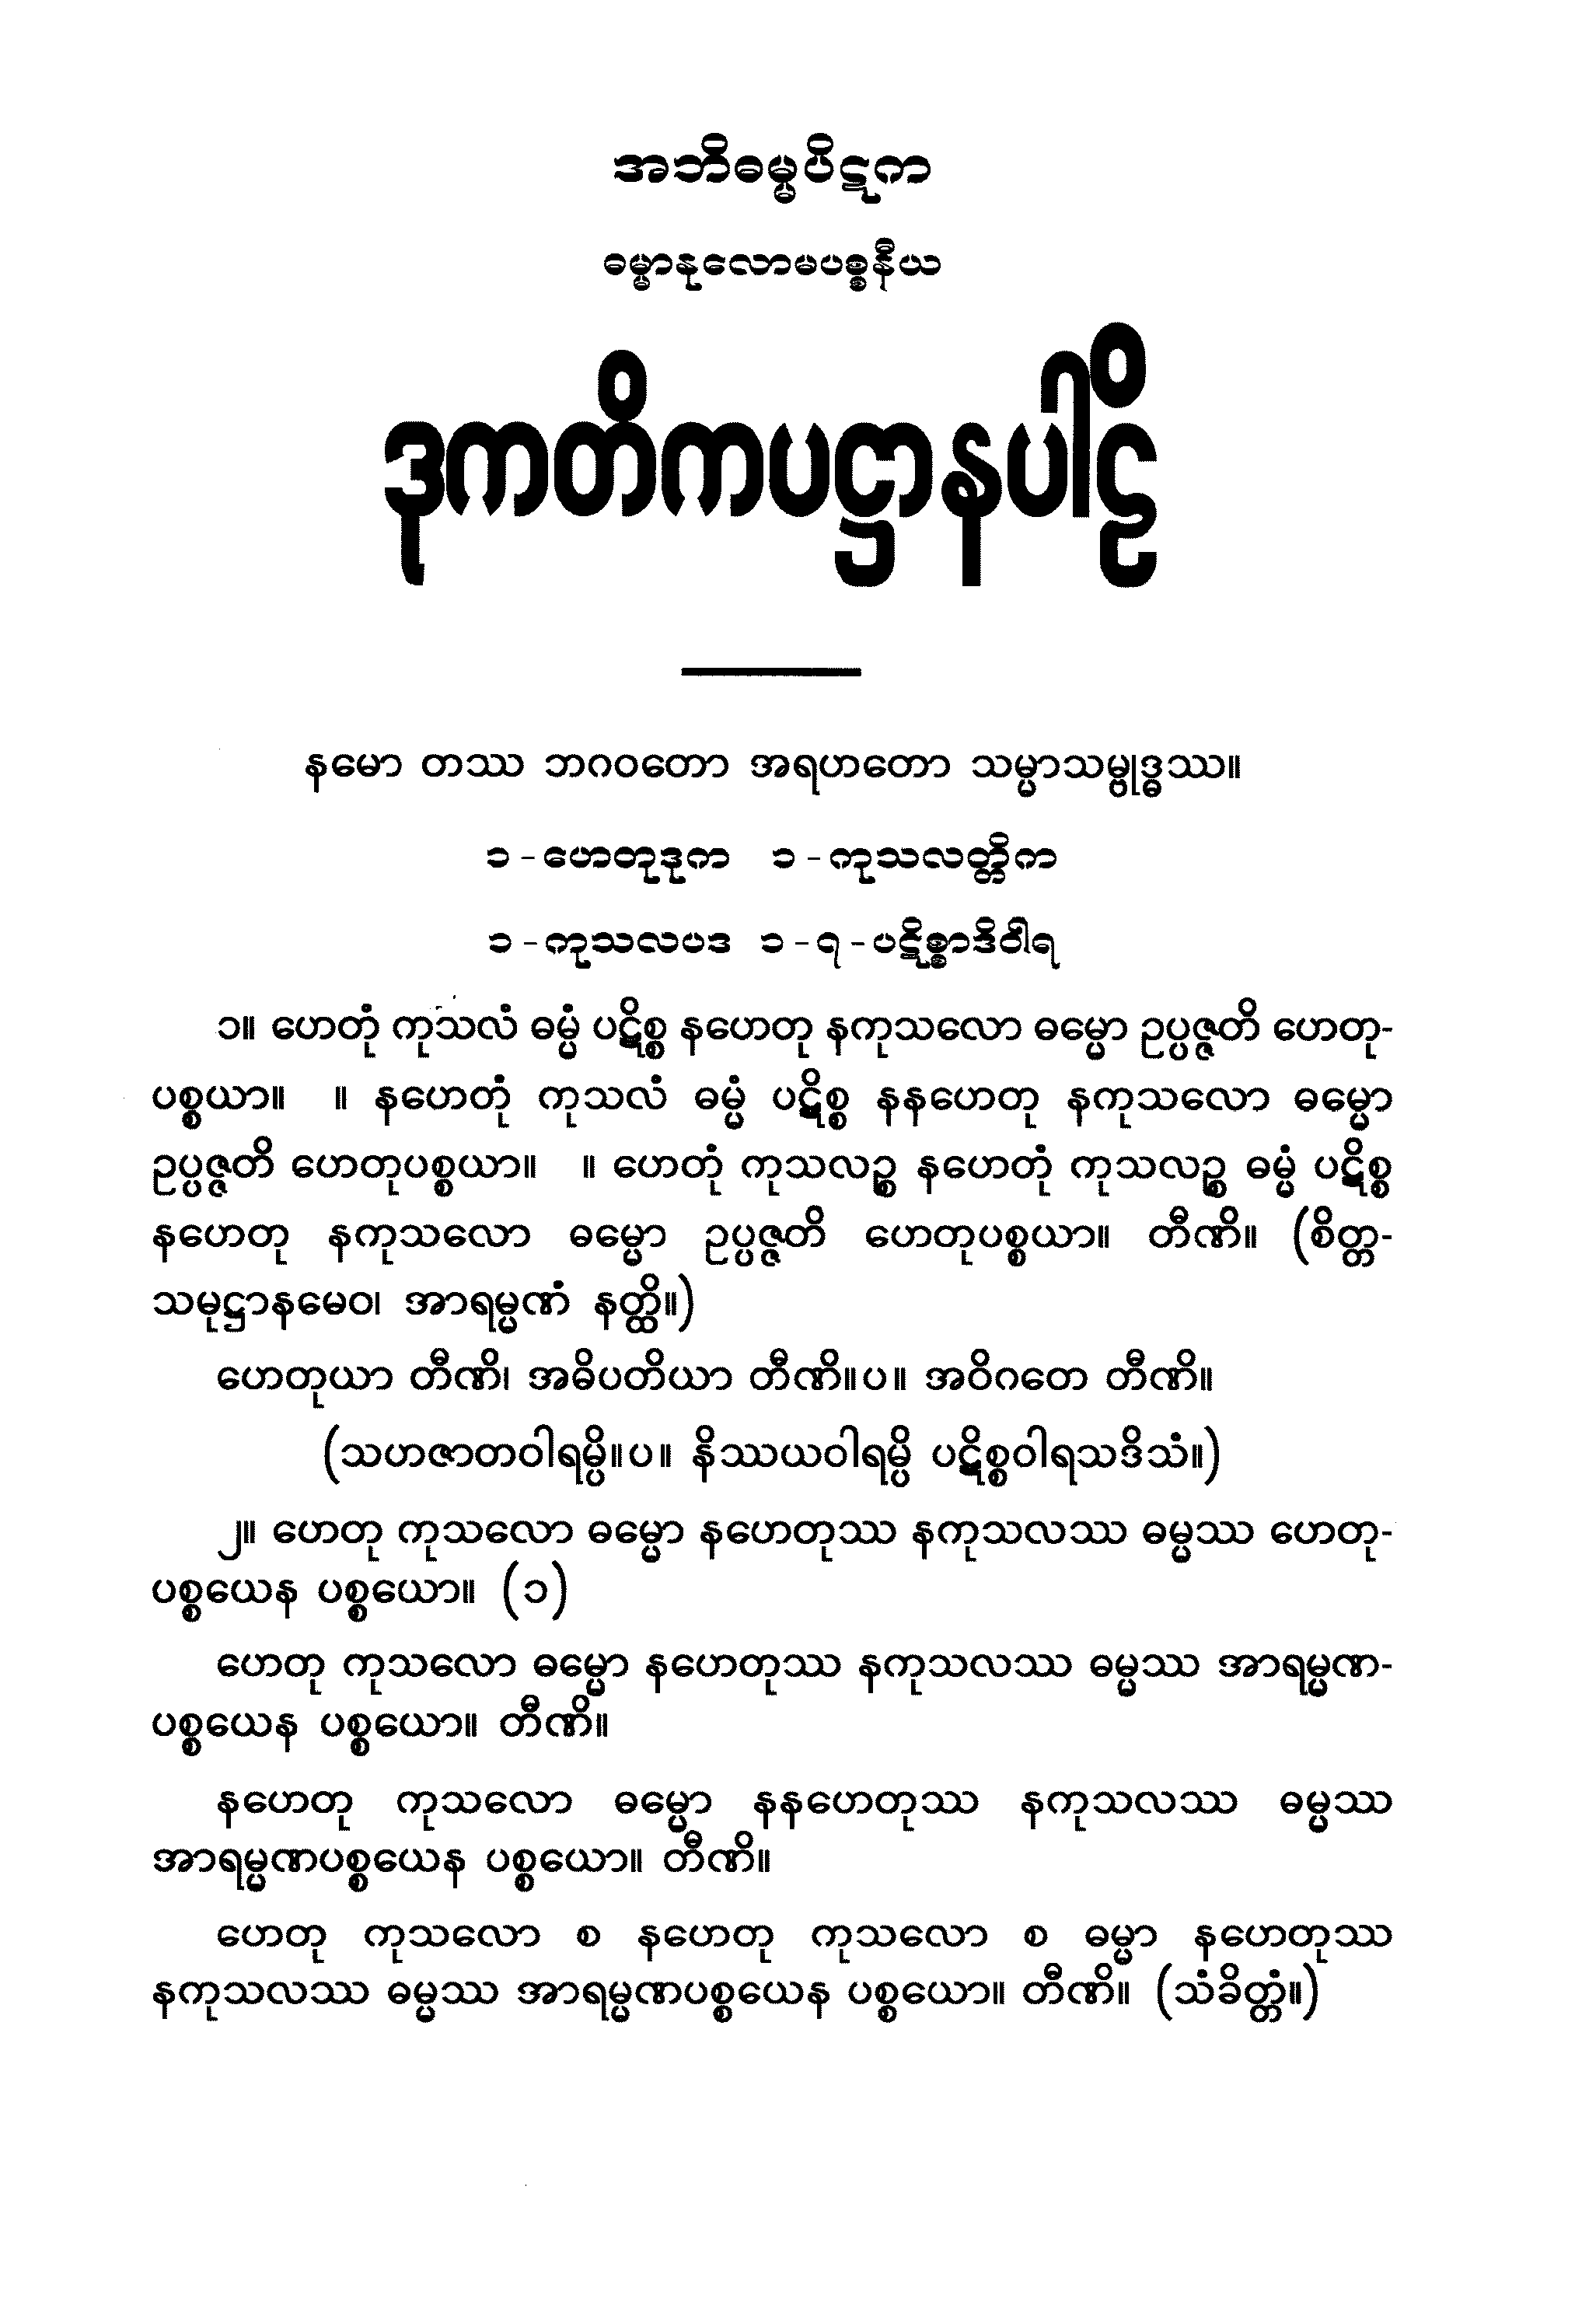 အဘိဓမ္မပိဋက
ဓမ္မာနုလောမပစ္စနီယ
ဒုကတိကပဋ္ဌာနပါဠိ
နမော တဿ ဘဂဝတော အရဟတော သမ္မာသမ္ဗုဒ္ဓဿ။
၁ - ဟေတုဒုက ၁ - ကုသလတ္တိက
၁ - ကုသလပဒ ၁ - ၇ - ပဋိစ္စာဒိဝါရ
၁။ ဟေတုံ ကုသလံ ဓမ္မံ ပဋိစ္စ နဟေတု နကုသလော ဓမ္မော ဥပ္ပဇ္ဇတိ ဟေတု-
ပစ္စယာ။ ။ နဟေတုံ ကုသလံ ဓမ္မံ ပဋိစ္စ နနဟေတု နကုသလော ဓမ္မော
ဥပ္ပဇ္ဇတိ ဟေတုပစ္စယာ။ ။ ဟေတုံ ကုသလဉ္စ နဟေတုံ ကုသလဉ္စ ဓမ္မံ ပဋိစ္စ
နဟေတု နကုသလော ဓမ္မော ဥပ္ပဇ္ဇတိ ဟေတုပစ္စယာ။ တီဏိ။ (စိတ္တ-
သမုဋ္ဌာနမေဝ၊ အာရမ္မဏံ နတ္ထိ။)
ဟေတုယာ တီဏိ၊ အဓိပတိယာ တီဏိ။ပ။ အဝိဂတေ တီဏိ။
(သဟဇာတဝါရမ္ပိ။ပ။ နိဿယဝါရမ္ပိ ပဋိစ္စဝါရသဒိသံ။)
၂။ ဟေတု ကုသလော ဓမ္မော နဟေတုဿ နကုသလဿ ဓမ္မဿ ဟေတု-
ပစ္စယေန ပစ္စယော။ (၁)
ဟေတု ကုသလော ဓမ္မော နဟေတုဿ နကုသလဿ ဓမ္မဿ အာရမ္မဏ-
ပစ္စယေန ပစ္စယော။ တီဏိ။
နဟေတု ကုသလော ဓမ္မော နနဟေတုဿ နကုသလဿ ဓမ္မဿ
အာရမ္မဏပစ္စယေန ပစ္စယော။ တီဏိ။
ဟေတု ကုသလော စ နဟေတု ကုသလော စ ဓမ္မာ နဟေတုဿ
နကုသလဿ ဓမ္မဿ အာရမ္မဏပစ္စယေန ပစ္စယော။ တီဏိ။ (သံခိတ္တံ။)